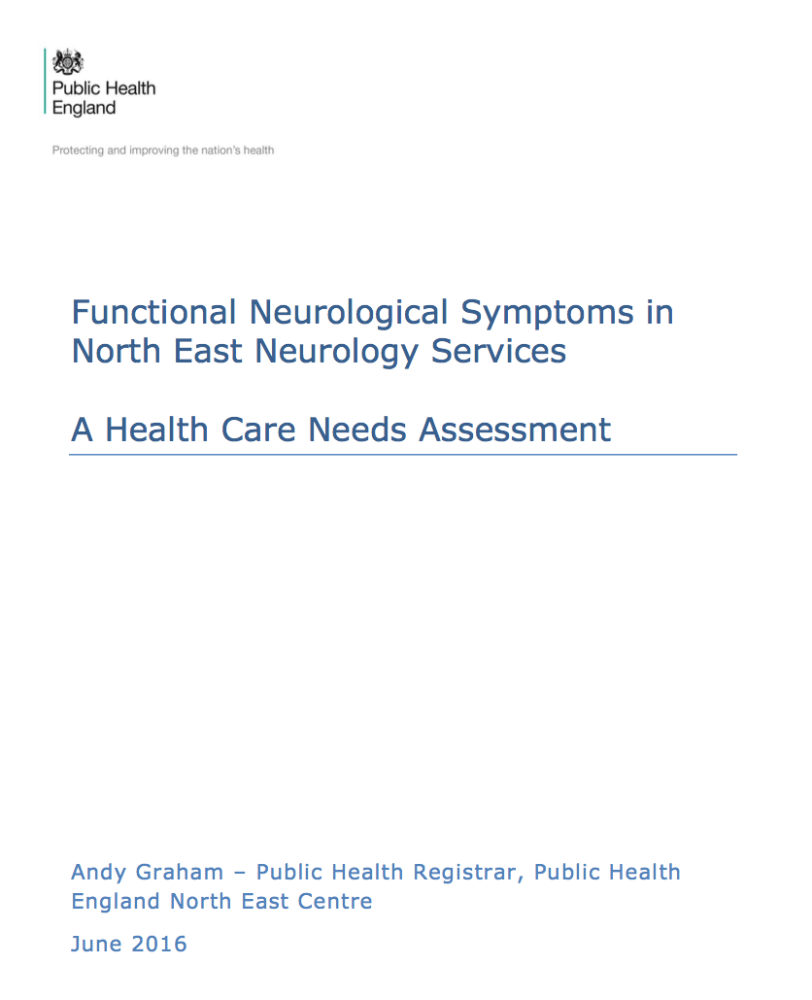 Public Health
England
Protecting and improving the nation's health
Functional Neurological Symptoms in
North East Neurology Services
A Health Care Needs Assessment
Andy Graham – Public Health Registrar, Public Health
England North East Centre
June 2016